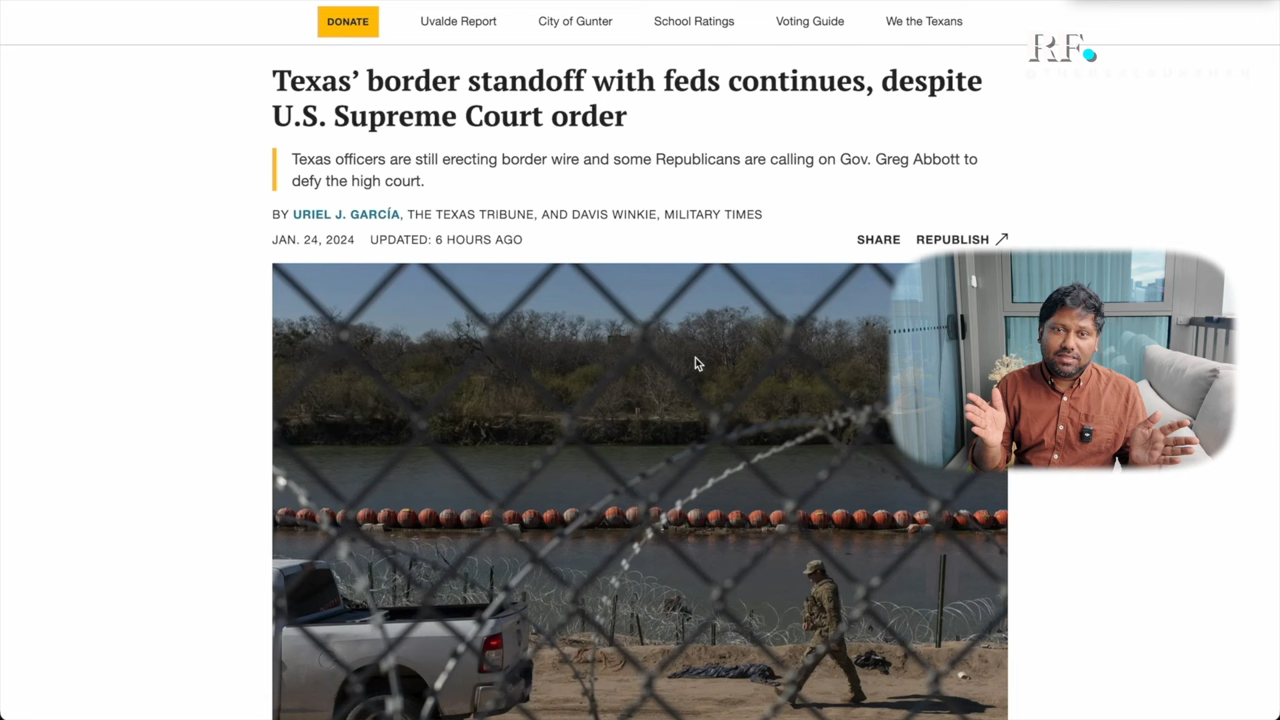 DONATE
Uvalde Report
City of Gunter
School Ratings
Voting Guide
We the Texans
RF.
Texas’ border standoff with feds continues, despite
U.S. Supreme Court order
Texas officers are still erecting border wire and some Republicans are calling on Gov. Greg Abbott to
defy the high court.
BY URIEL J. GARCÍA, THE TEXAS TRIBUNE, AND DAVIS WINKIE, MILITARY TIMES
JAN. 24, 2024 UPDATED: 6 HOURS AGO
SHARE REPUBLISH